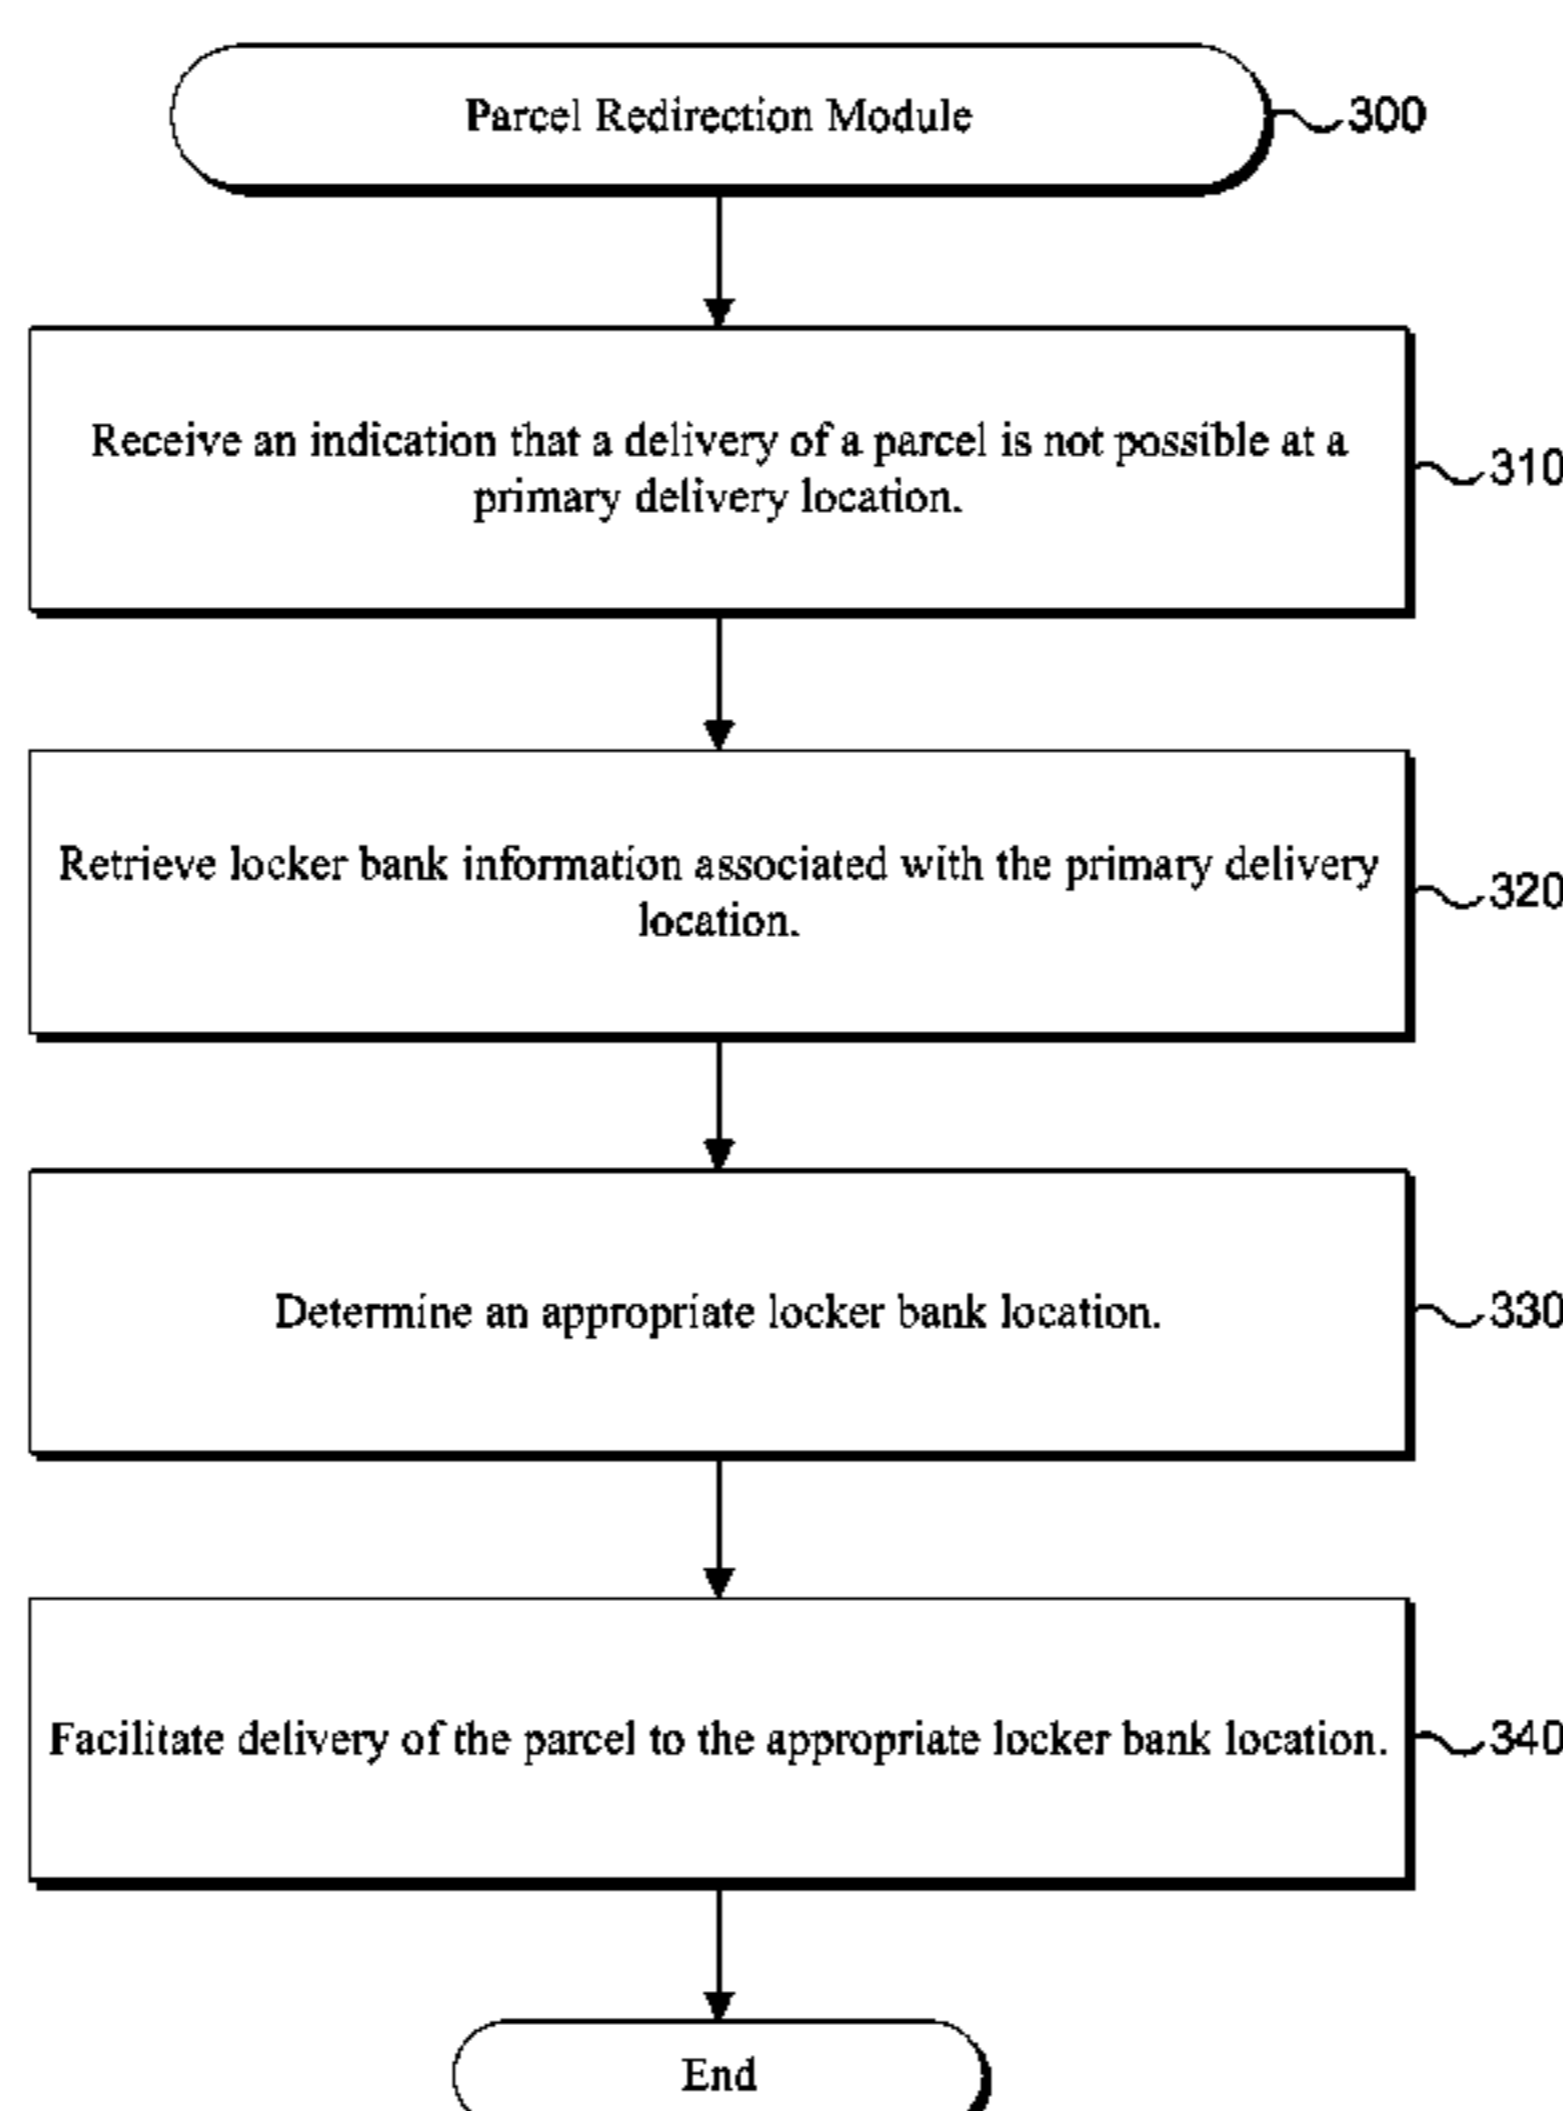 Parcel Redirection Module
300
Receive an indication that a delivery of a parcel is not possible at a
primary delivery location.
310
Retrieve locker bank information associated with the primary delivery
location.
320
Determine an appropriate locker bank location.
330
Facilitate delivery of the parcel to the appropriate locker bank location.
340
End